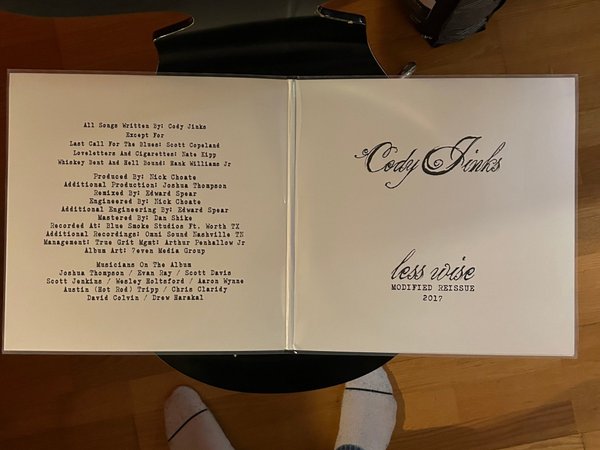 All Songs Written By: Cody Jinks
Except For
Last Call For The Blues: Scott Copeland
Loveletters And Cigarettes: Nate Kipp
Whiskey Bent And Hell Bound: Hank Williams Jr
Produced By: Nick Choate
Additional Production: Joshua Thompson
Remixed By: Edward Spear
Engineered By: Nick Choate
Additional Engineering By: Edward Spear
Mastered By: Dan Shike
Recorded At: Blue Smoke Studios Ft. Worth TX
Additional Recordings: Omni Sound Nashville TX
Management: True Grit Mgmt: Arthur Penhallow Jr
Album Art: 7even Media Group
Musicians On The Album
Joshua Thompson / Evan Ray / Scott Davis
Scott Jenkins / Wesley Holtsford / Aaron Wynne
Austin (Hot Rod) Tripp / Chris Claridy
David Colvin / Drew Harakal
Cody Jinks
less wise
MODIFIED REISSUE
2017